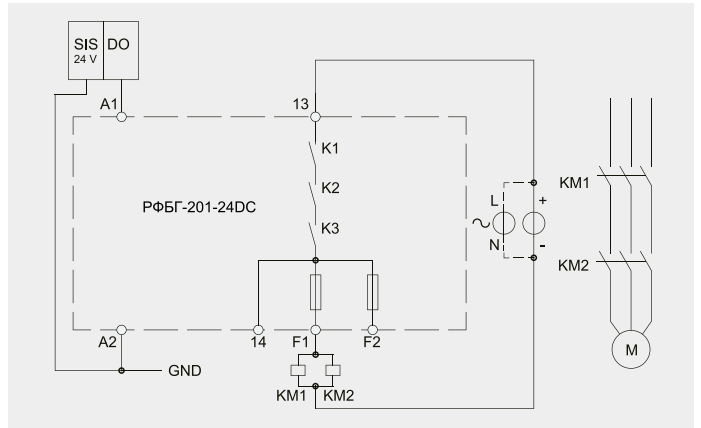 SIS DO
24 V
A1
13
K1
K2
РФБГ-201-24DC
K3
L +
N -
KM1
KM2
A2
14 F1 F2
GND
KM1 KM2
M